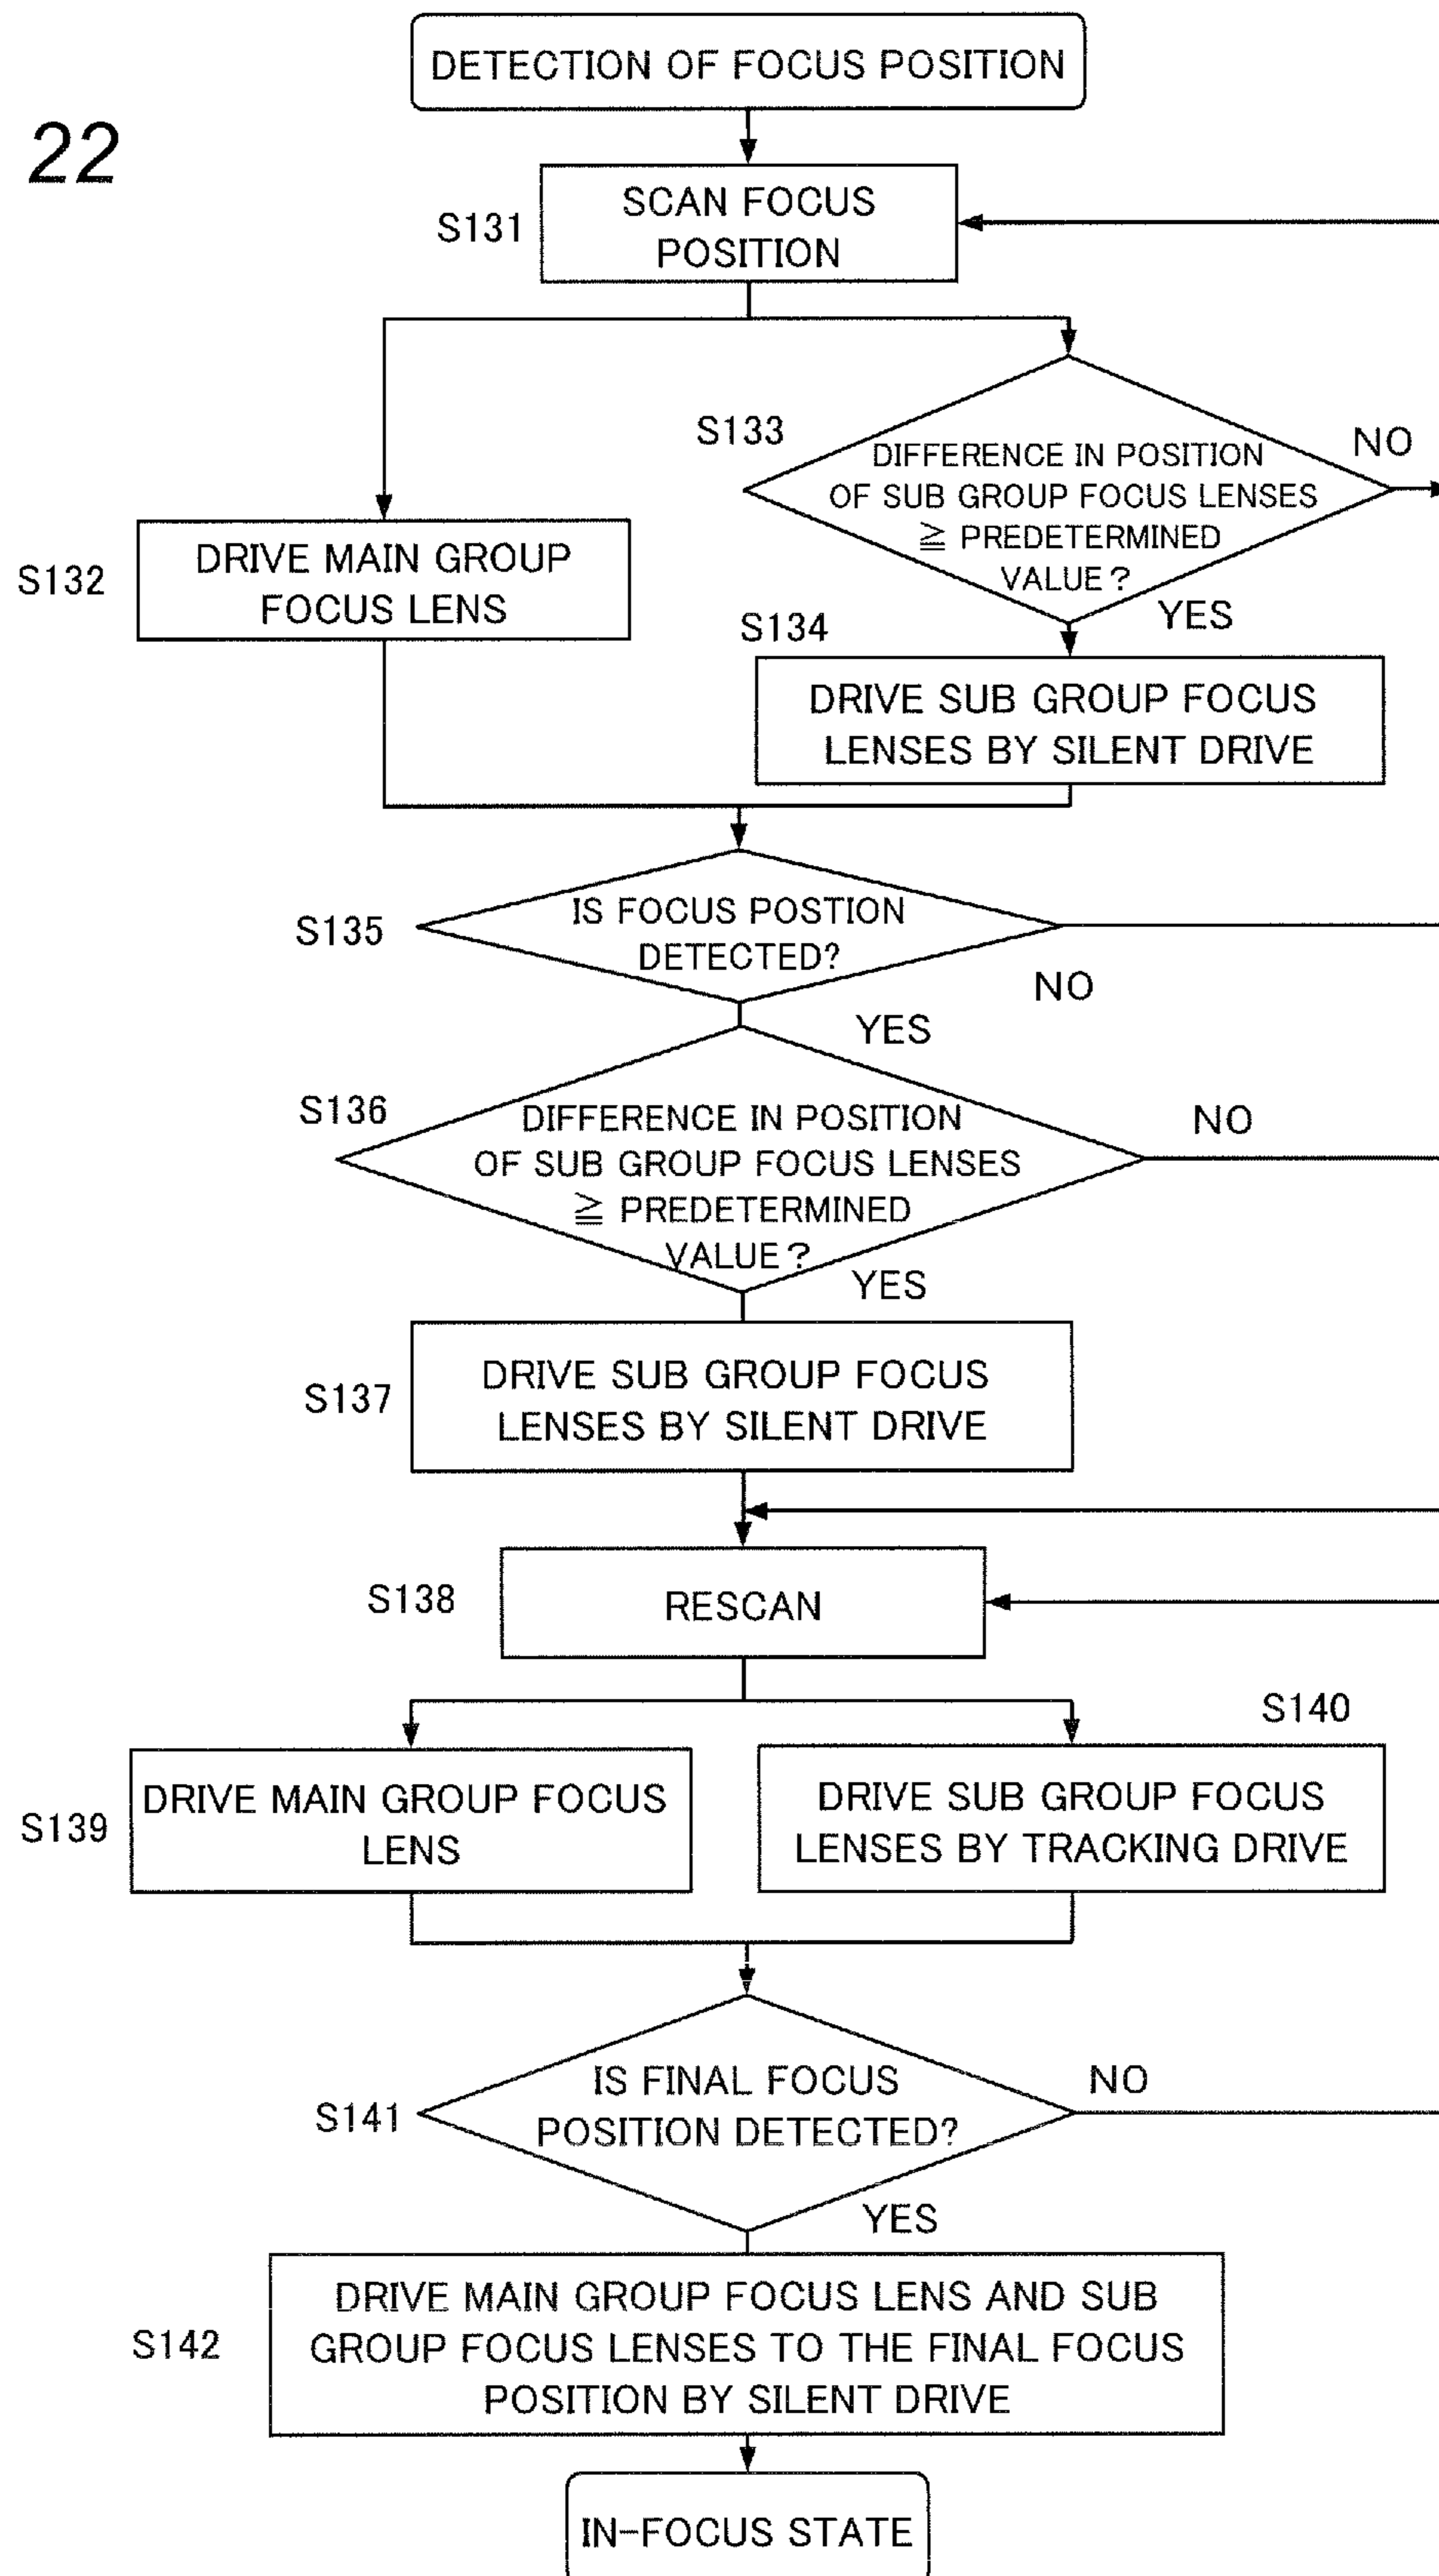 DETECTION OF FOCUS POSITION
22
S131
SCAN FOCUS
POSITION
S133
DIFFERENCE IN POSITION
OF SUB GROUP FOCUS LENSES
≧ PREDETERMINED
VALUE?
NO
YES
S132
DRIVE MAIN GROUP
FOCUS LENS
S134
DRIVE SUB GROUP FOCUS
LENSES BY SILENT DRIVE
S135
IS FOCUS POSTION
DETECTED?
NO
YES
S136
DIFFERENCE IN POSITION
OF SUB GROUP FOCUS LENSES
≧ PREDETERMINED
VALUE?
NO
YES
S137
DRIVE SUB GROUP FOCUS
LENSES BY SILENT DRIVE
S138
RESCAN
S139
DRIVE MAIN GROUP FOCUS
LENS
S140
DRIVE SUB GROUP FOCUS
LENSES BY TRACKING DRIVE
S141
IS FINAL FOCUS
POSITION DETECTED?
NO
YES
S142
DRIVE MAIN GROUP FOCUS LENS AND SUB
GROUP FOCUS LENSES TO THE FINAL FOCUS
POSITION BY SILENT DRIVE
IN-FOCUS STATE